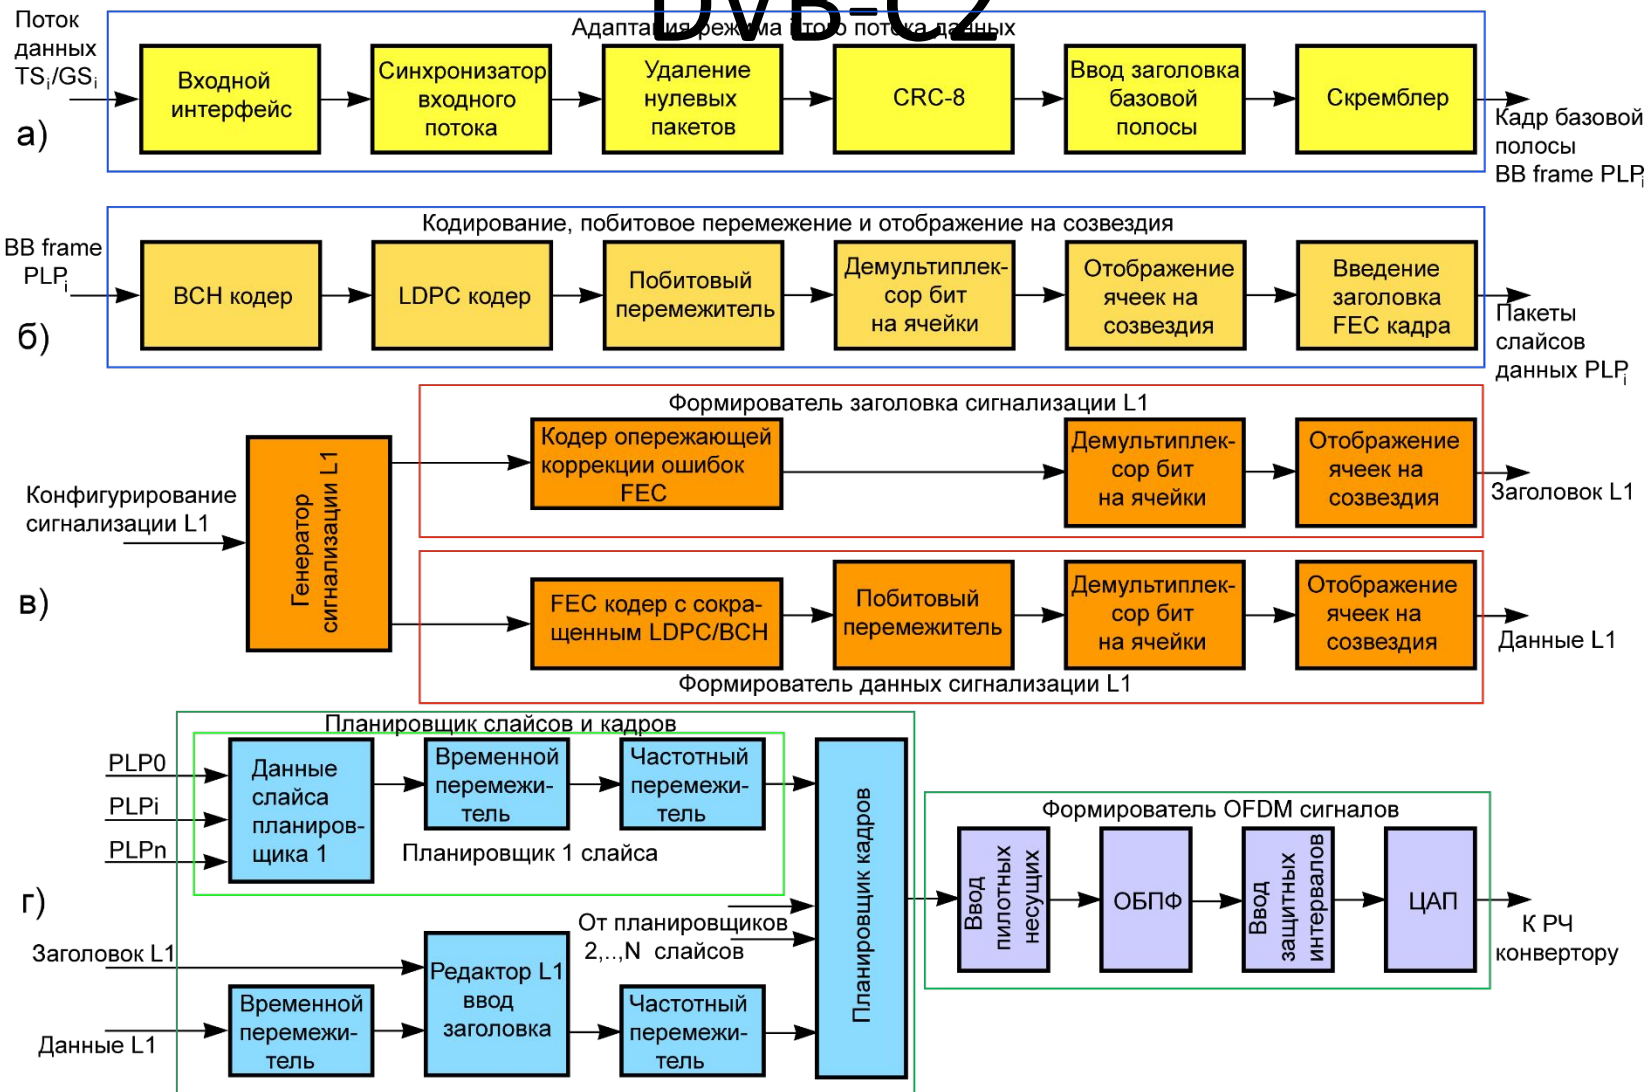 DVB-C2
Поток
данных
TSi/GSi
Адаптация режима i-того потока данных
Входной
интерфейс
Синхронизатор
входного
потока
Удаление
нулевых
пакетов
CRC-8
Ввод заголовка
базовой
полосы
Скремблер
Кадр базовой
полосы
BB frame PLPi
а)
Кодирование, побитовое перемежение и отображение на созвездия
BB frame
PLPi
BCH кодер
LDPC кодер
Побитовый
перемежитель
Демультиплек-
сор бит
на ячейки
Отображение
ячеек на
созвездия
Введение
заголовка
FEC кадра
Пакеты
слайсов
данных PLPi
б)
Формирователь заголовка сигнализации L1
Конфигурирование
сигнализации L1
Генератор
сигнализации L1
Кодер опережающей
коррекции ошибок
FEC
Демультиплек-
сор бит
на ячейки
Отображение
ячеек на
созвездия
Заголовок L1
в)
FEC кодер с сокра-
щенным LDPC/BCH
Побитовый
перемежитель
Демультиплек-
сор бит
на ячейки
Отображение
ячеек на
созвездия
Данные L1
Формирователь данных сигнализации L1
Планировщик слайсов и кадров
PLP0
PLPi
PLPn
Данные
слайса
планиров-
щика 1
Временной
перемежи-
тель
Частотный
перемежи-
тель
Планировщик 1 слайса
г)
От планировщиков
2,..,N слайсов
Заголовок L1
Данные L1
Временной
перемежи-
тель
Редактор L1
ввод
заголовка
Частотный
перемежи-
тель
Планировщик кадров
Формирователь OFDM сигналов
Ввод
пилотных
несущих
ОБПФ
Ввод
защитных
интервалов
ЦАП
К РЧ
конвертору